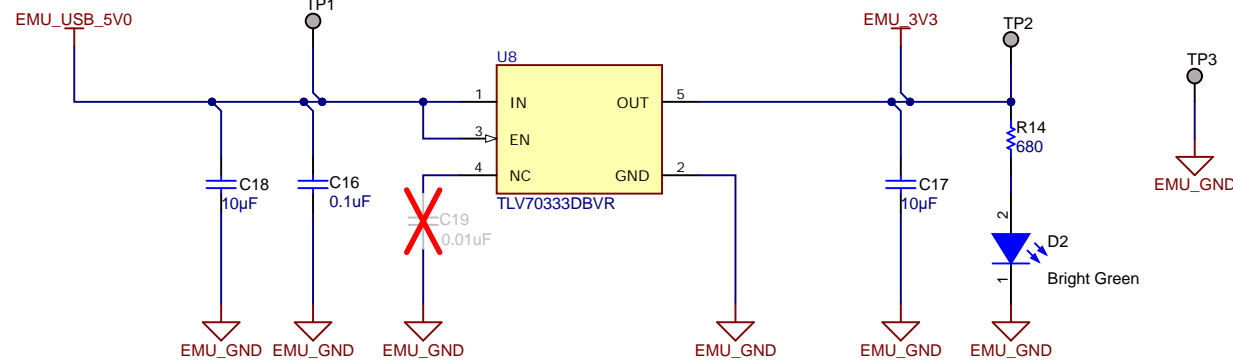 EMU_USB_5V0
TP1
EMU_3V3
TP2
TP3
U8
1
IN
OUT
5
3
EN
4
NC
GND
2
TLV70333DBVR
R14
680
C18
10µF
C16
0.1uF
C19
0.01uF
C17
10µF
EMU_GND
2
D2
1
Bright Green
EMU_GND
EMU_GND
EMU_GND
EMU_GND
EMU_GND
EMU_GND